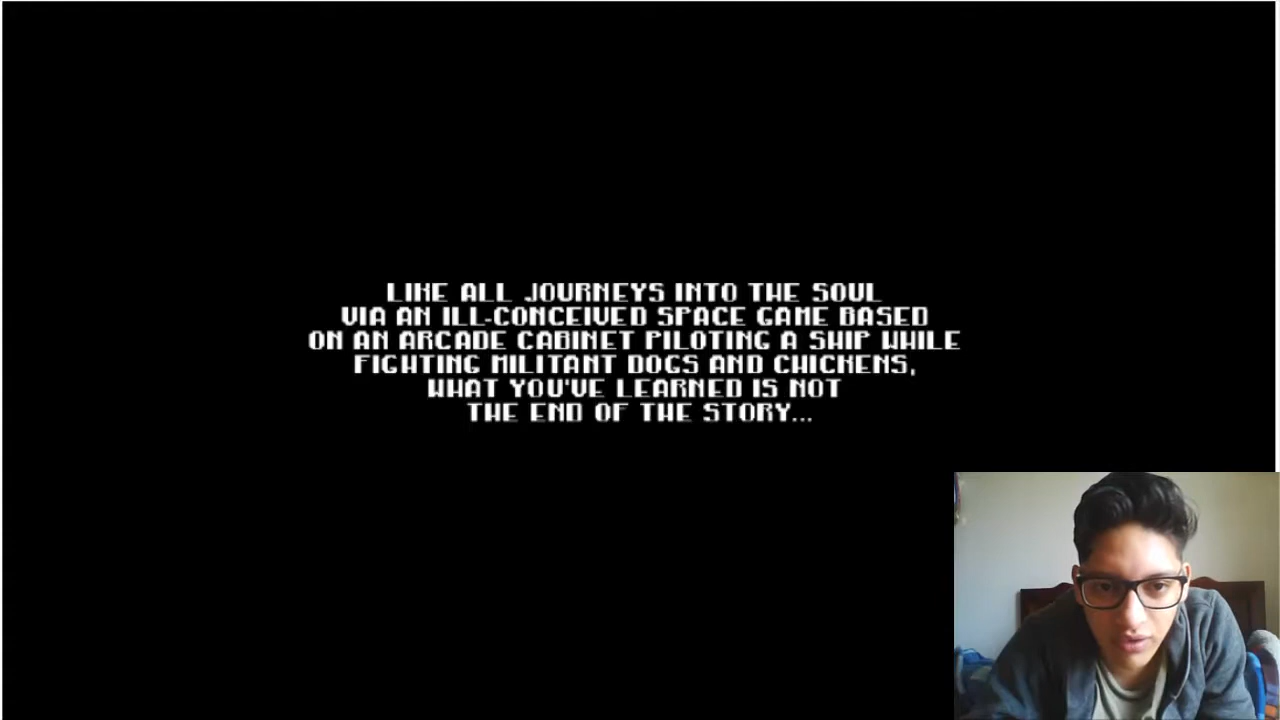 LIKE ALL JOURNEYS INTO THE SOUL
VIA AN ILL-CONCEIVED SPACE GAME BASED
ON AN ARCADE CABINET PILOTING A SHIP WHILE
FIGHTING MILITANT DOGS AND CHICKENS,
WHAT YOU'VE LEARNED IS NOT
THE END OF THE STORY...